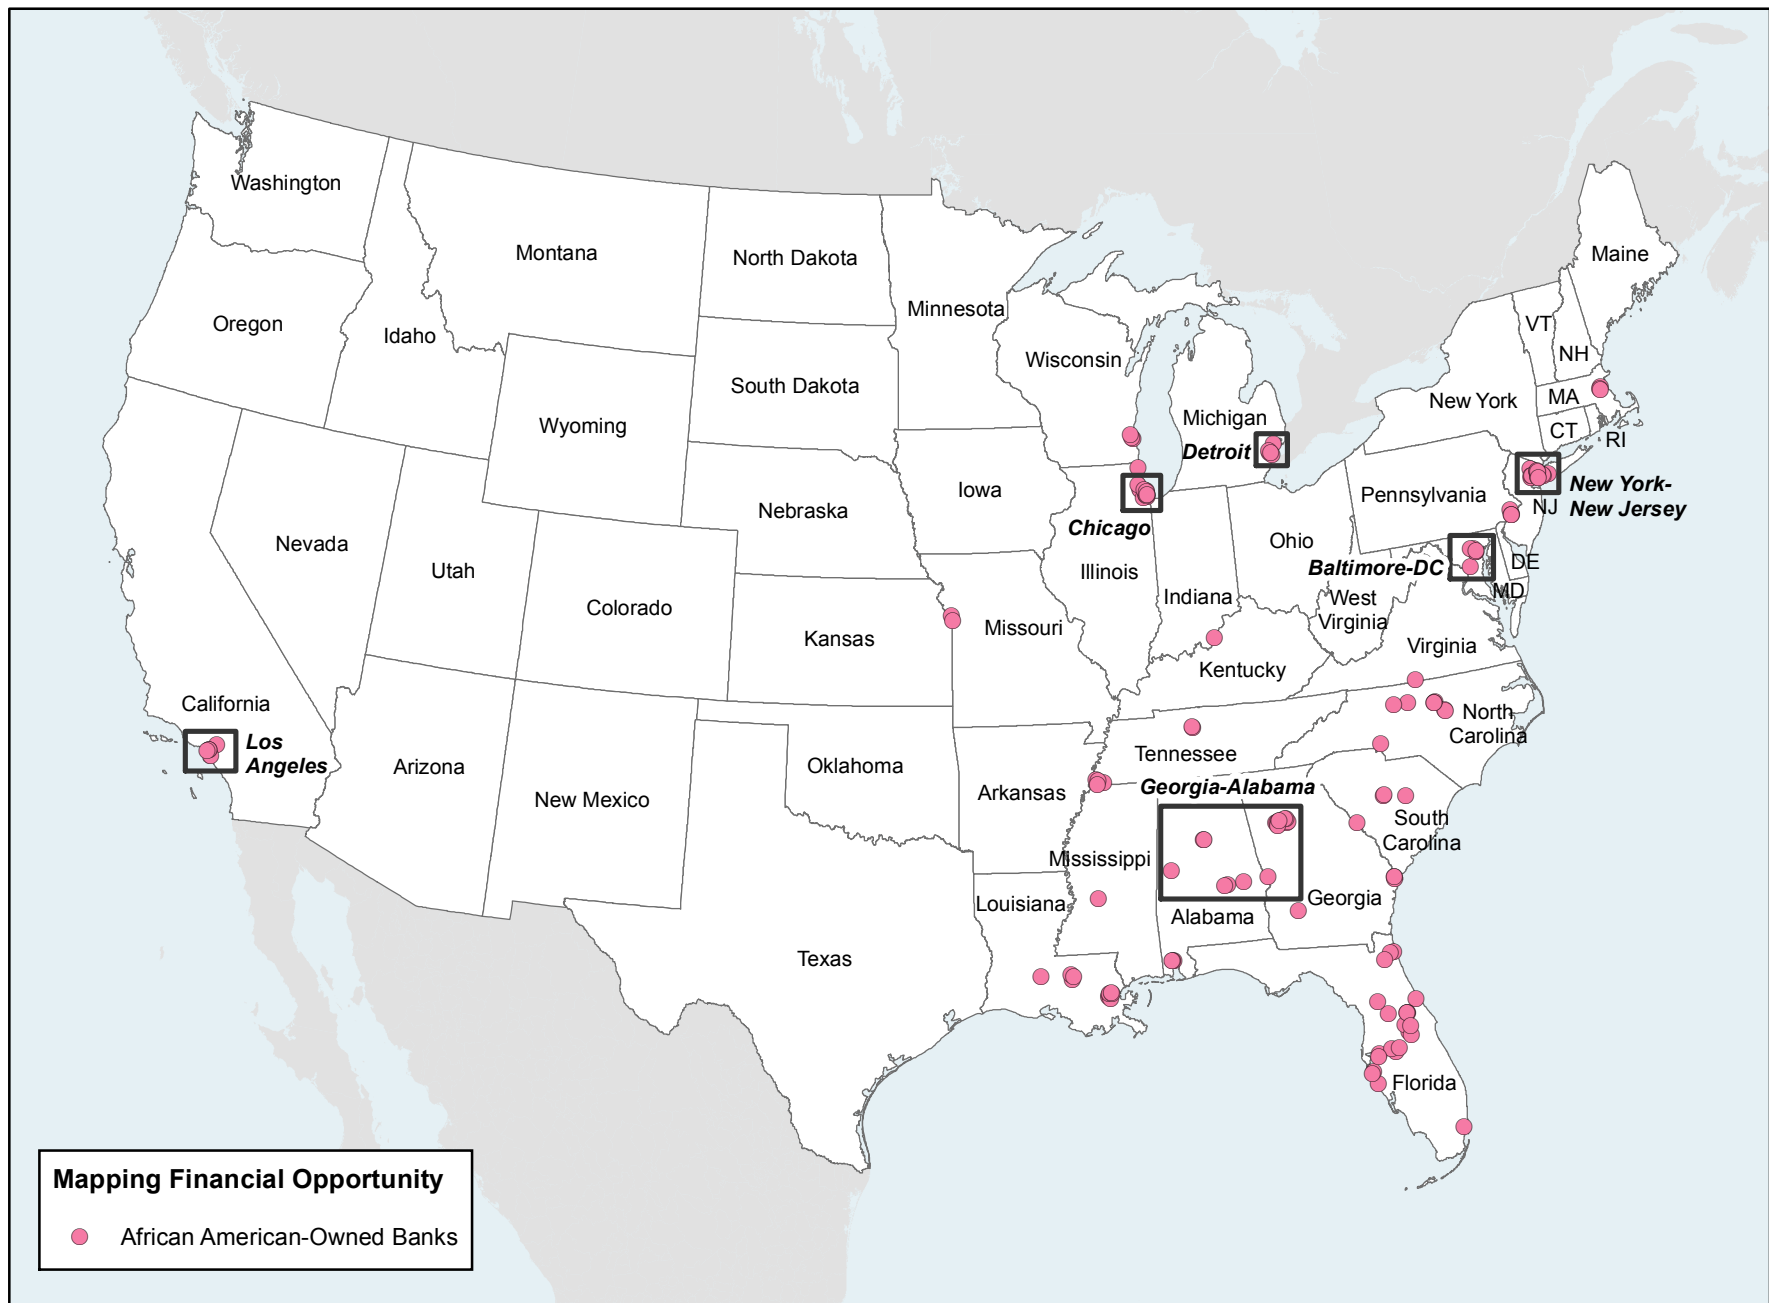 Washington
Montana
North Dakota
Minnesota
Maine
Oregon
Idaho
VT
NH
Wisconsin
South Dakota
Wyoming
Michigan
New York
MA
CT
RI
Detroit
Iowa
Pennsylvania
New York-
New Jersey
NJ
Nebraska
Chicago
Nevada
Utah
Ohio
Illinois
Baltimore-DC
DE
MD
Colorado
Indiana
West
Virginia
Kansas
Missouri
Virginia
Kentucky
California
North
Carolina
Los
Angeles
Arizona
Oklahoma
Tennessee
Georgia-Alabama
New Mexico
Arkansas
South
Carolina
Mississippi
Louisiana
Georgia
Alabama
Texas
Florida
Mapping Financial Opportunity
African American-Owned Banks